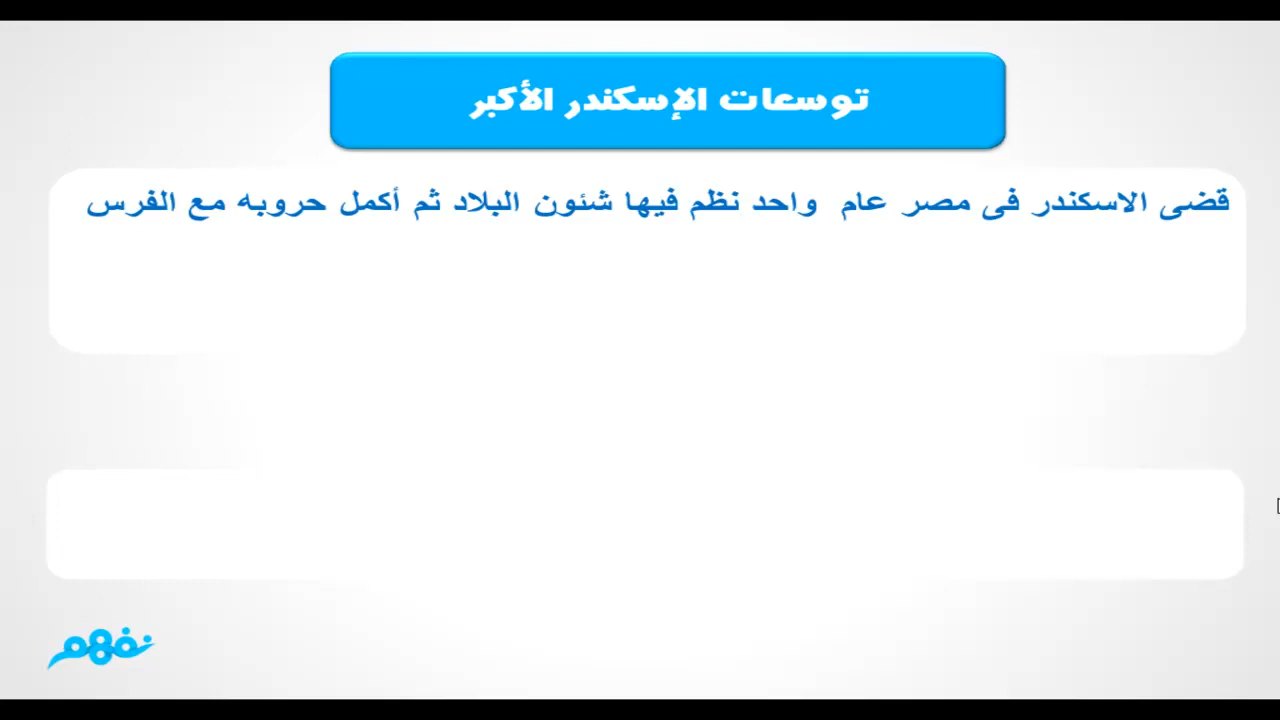 توسعات الإسكندر الأكبر
قضى الاسكندر فى مصر عام واحد نظم فيها شئون البلاد ثم أكمل حروبه مع الفرس
نفهم